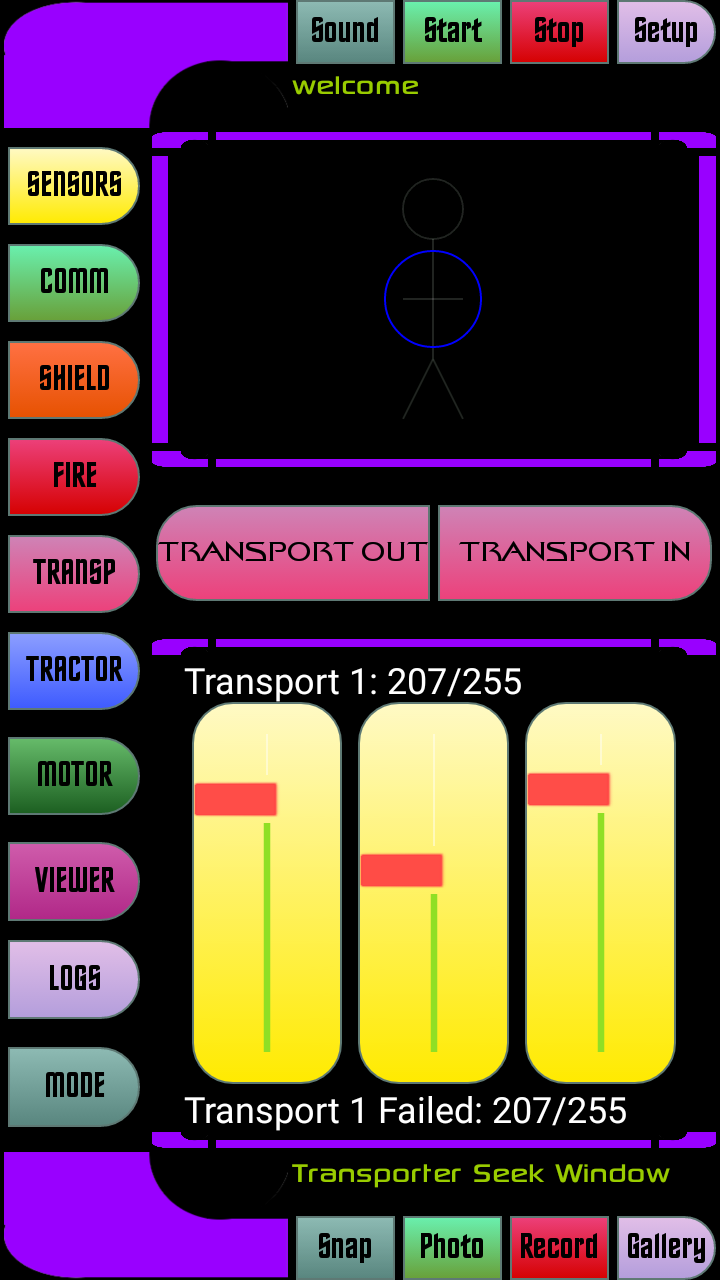 Sound
Start
Stop
Setup
welcome
SENSORS
COMM
SHIELD
FIRE
TRANSP
TRACTOR
MOTOR
VIEWER
LOGS
MODE
TRANSPORT OUT
TRANSPORT IN
Transport 1: 207/255
Transport 1 Failed: 207/255
Transporter Seek Window
Snap
Photo
Record
Gallery